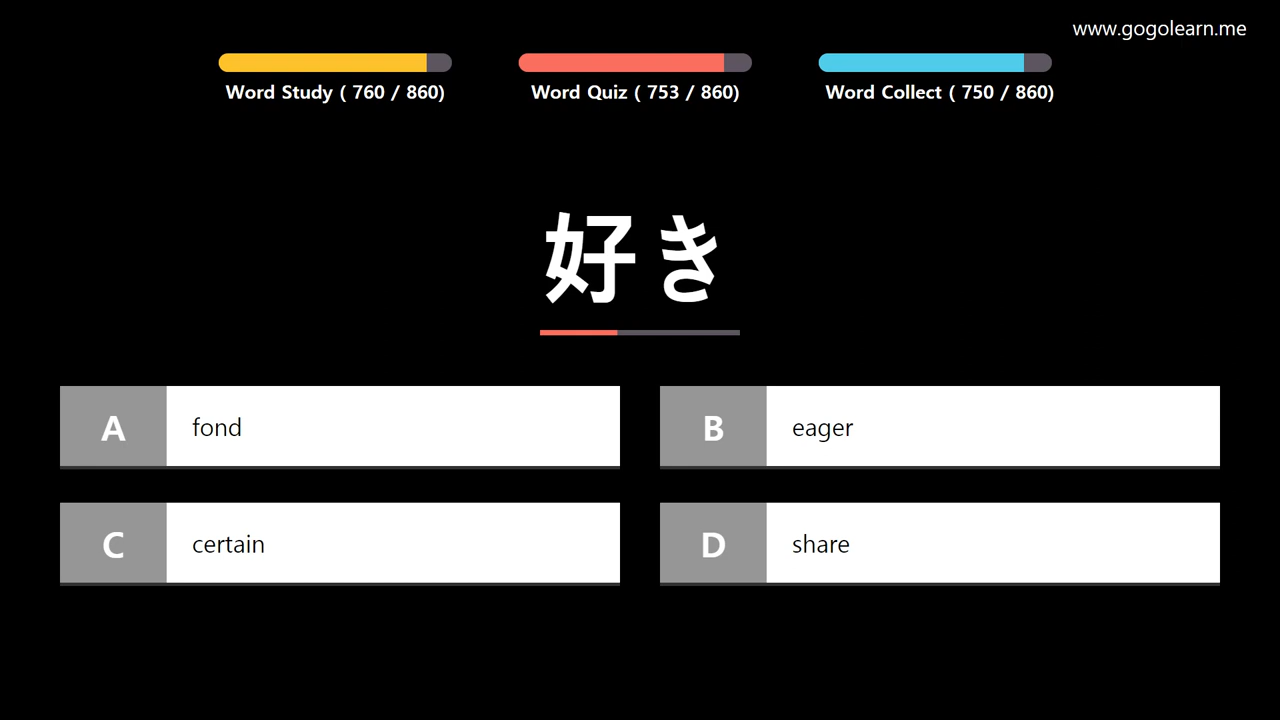 www.gogolearn.me
Word Study ( 760 / 860)
Word Quiz ( 753 / 860)
Word Collect ( 750 / 860)
好き
A fond
B eager
C certain
D share